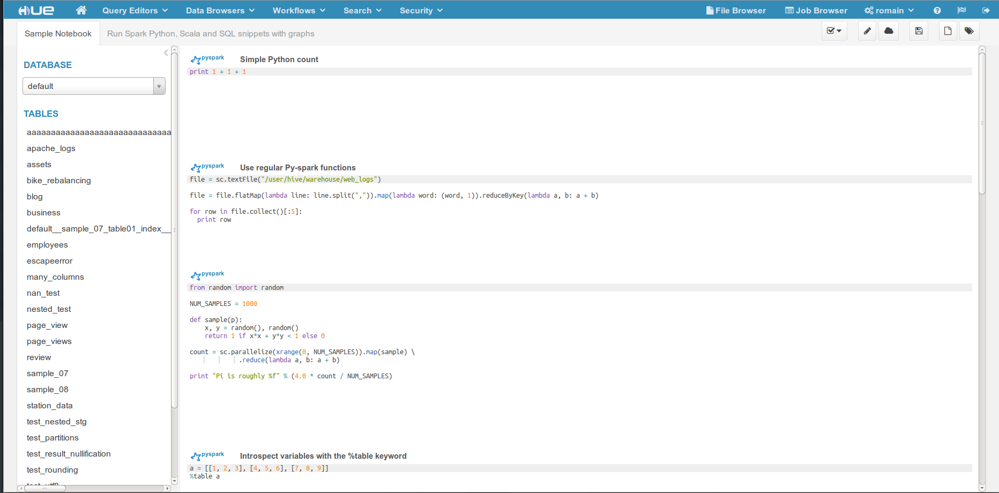 HUE Query Editors Data Browsers Workflows Search Security File Browser Job Browser romain
Sample Notebook Run Spark Python, Scala and SQL snippets with graphs
DATABASE
default
TABLES
aaaaaaaaaaaaaaaaaaaaaaaaaaaaaa
apache_logs
assets
bike_rebalancing
blog
business
default__sample_07_table01_index__
employees
escapeerror
many_columns
nan_test
nested_test
page_view
page_views
review
sample_07
sample_08
station_data
test_nested_stg
test_partitions
test_result_nullification
test_rounding
test_utf8
pyspark Simple Python count
print 1 + 1 + 1
pyspark Use regular Py-spark functions
file = sc.textFile("/user/hive/warehouse/web_logs")
file = file.flatMap(lambda line: line.split(",")).map(lambda word: (word, 1)).reduceByKey(lambda a, b: a + b)
for row in file.collect()[:5]:
  print row
pyspark
from random import random
NUM_SAMPLES = 1000
def sample(p):
    x, y = random(), random()
    return 1 if x*x + y*y < 1 else 0
count = sc.parallelize(xrange(0, NUM_SAMPLES)).map(sample) \
             .reduce(lambda a, b: a + b)
print "Pi is roughly %f" % (4.0 * count / NUM_SAMPLES)
pyspark Introspect variables with the %table keyword
a = [[1, 2, 3], [4, 5, 6], [7, 8, 9]]
%table a